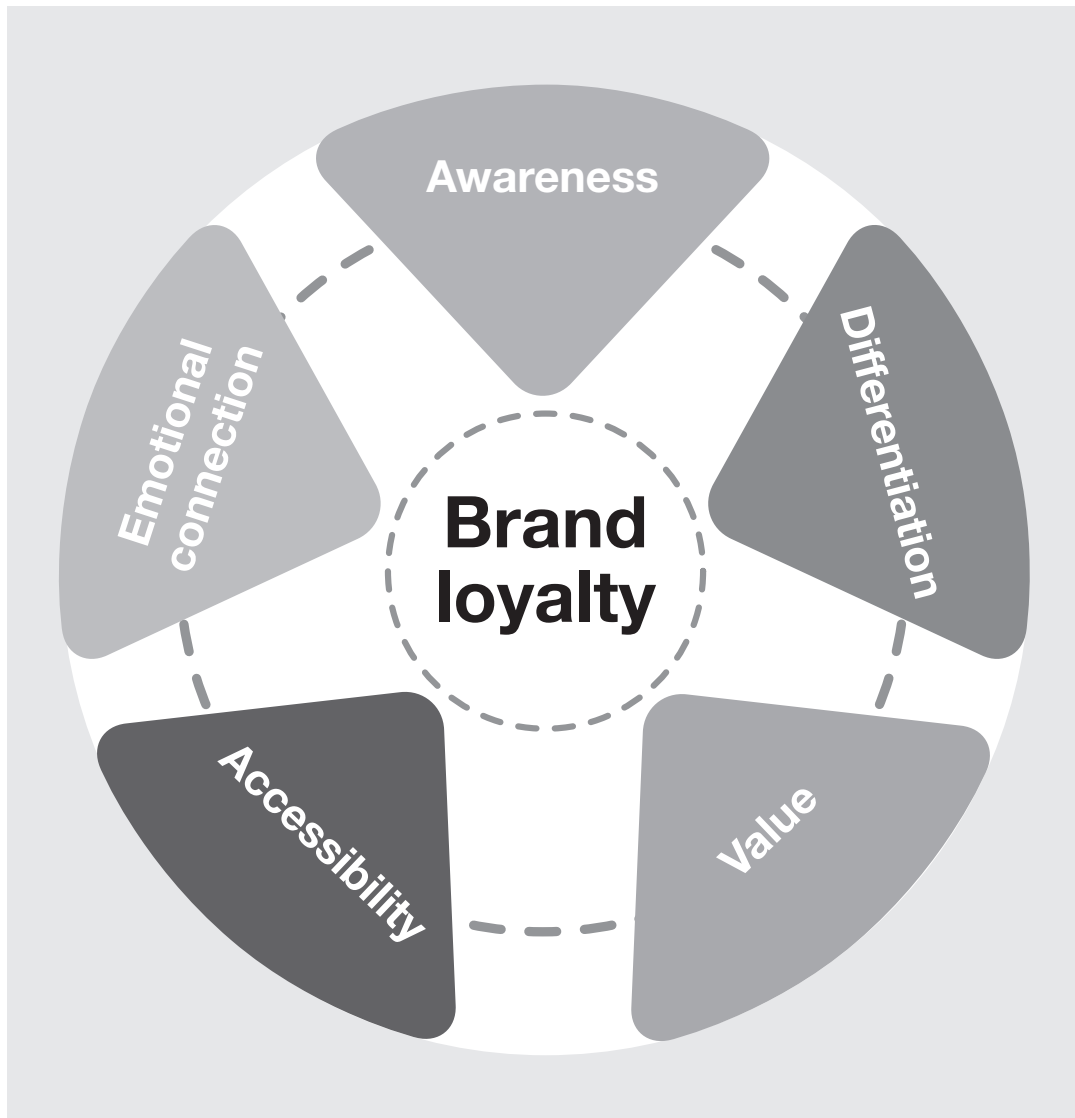 Awareness
Differentiation
Value
Accessibility
Emotional
connection
Brand
loyalty